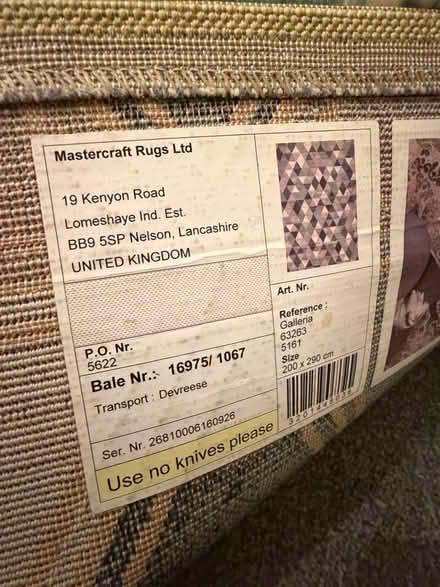 Mastercraft Rugs Ltd
19 Kenyon Road
Lomeshaye Ind. Est.
BB9 5SP Nelson, Lancashire
UNITED KINGDOM
P.O. Nr.
5622
Bale Nr.: 16975/ 1067
Transport : Devreese
Ser. Nr. 26810006160926
Use no knives please
Art. Nr.
Reference :
Galleria
63263
5161
Size
200 x 290 cm